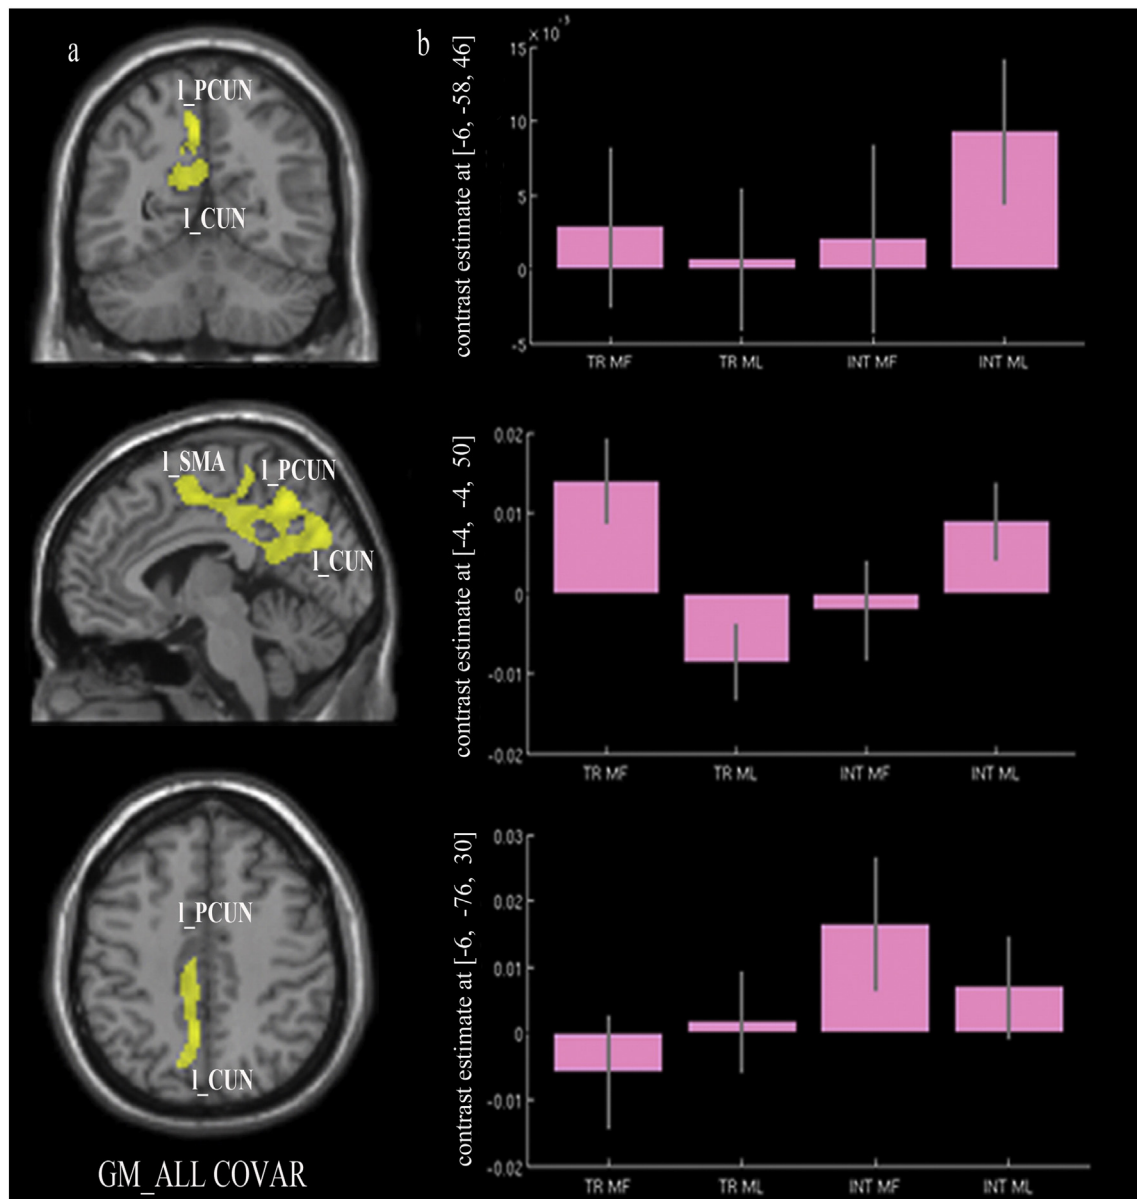 a
l_PCUN
l_CUN
l_SMA
l_PCUN
l_CUN
l_PCUN
l_CUN
GM_ALL COVAR
b
contrast estimate at [-6, -58, 46]
×10⁻³
15
10
5
0
-5
TR MF TR ML INT MF INT ML
contrast estimate at [-4, -4, 50]
0.02
0.01
0
-0.01
-0.02
TR MF TR ML INT MF INT ML
contrast estimate at [-6, -76, 30]
0.03
0.02
0.01
0
-0.01
-0.02
TR MF TR ML INT MF INT ML